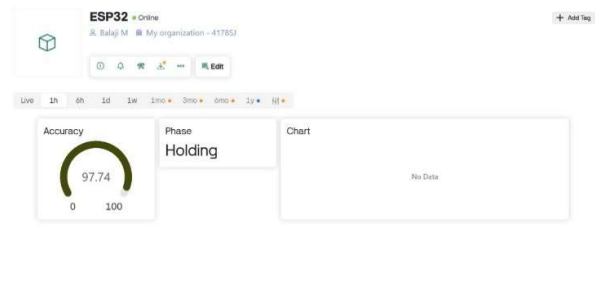 ESP32 Online
+ Add Tag
Balaji M My organization - 4178SJ
Edit
Live 1h 6h 1d 1w 1mo 3mo 6mo 1y
Accuracy
97.74
0 100
Phase
Holding
Chart
No Data